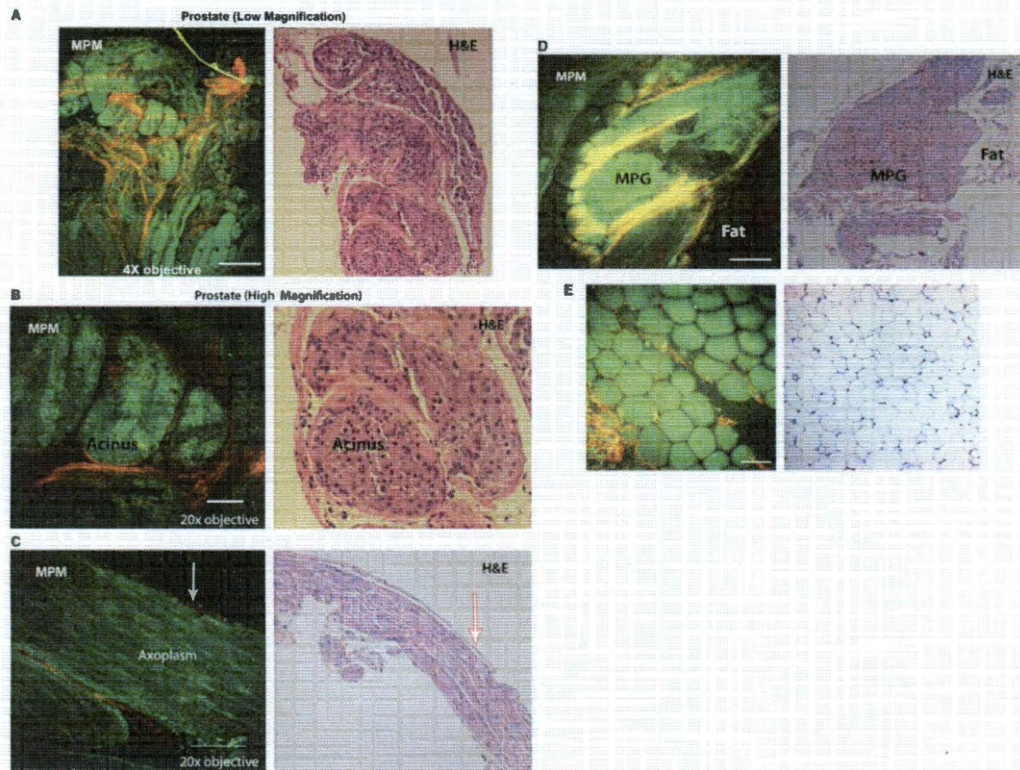 A
Prostate (Low Magnification)
MPM
H&E
4X objective
B
Prostate (High Magnification)
MPM
H&E
Acinus
Acinus
20x objective
C
MPM
H&E
Axoplasm
20x objective
D
MPM
H&E
MPG
Fat
MPG
Fat
E